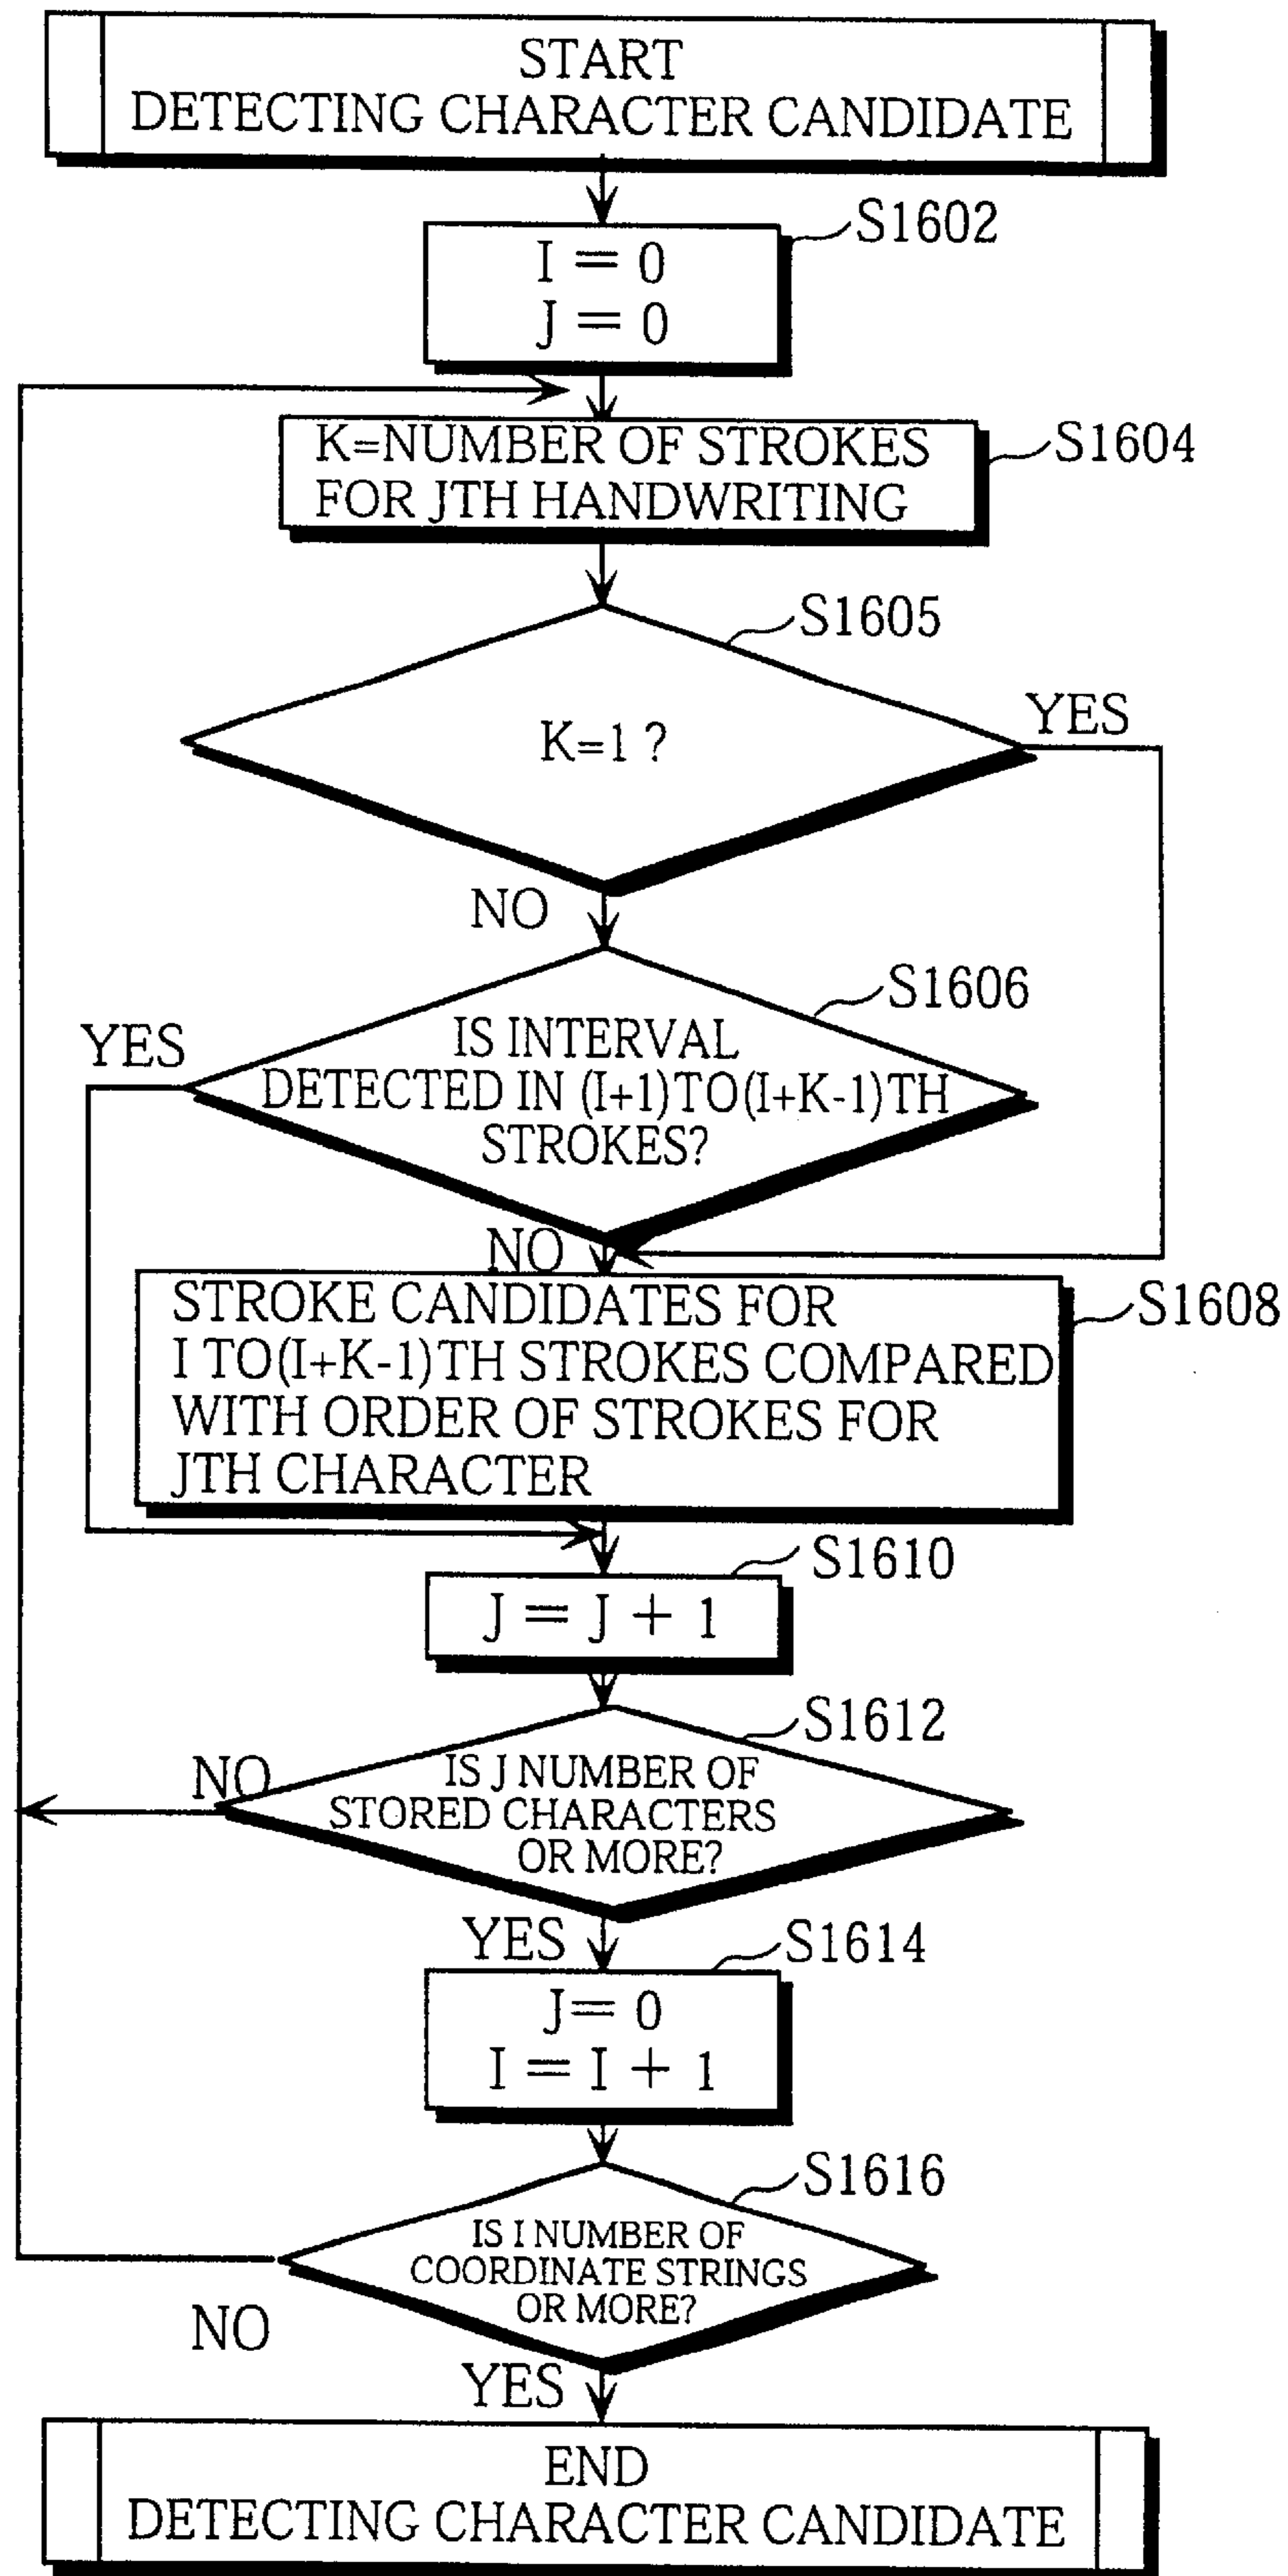 START
DETECTING CHARACTER CANDIDATE
S1602
I = 0
J = 0
K=NUMBER OF STROKES
FOR JTH HANDWRITING
S1604
S1605
K=1 ?
YES
NO
S1606
YES
IS INTERVAL
DETECTED IN (I+1)TO(I+K-1)TH
STROKES?
NO
STROKE CANDIDATES FOR
I TO(I+K-1)TH STROKES COMPARED
WITH ORDER OF STROKES FOR
JTH CHARACTER
S1608
S1610
J = J + 1
S1612
NO
IS J NUMBER OF
STORED CHARACTERS
OR MORE?
YES
S1614
J= 0
I = I + 1
S1616
IS I NUMBER OF
COORDINATE STRINGS
OR MORE?
NO
YES
END
DETECTING CHARACTER CANDIDATE